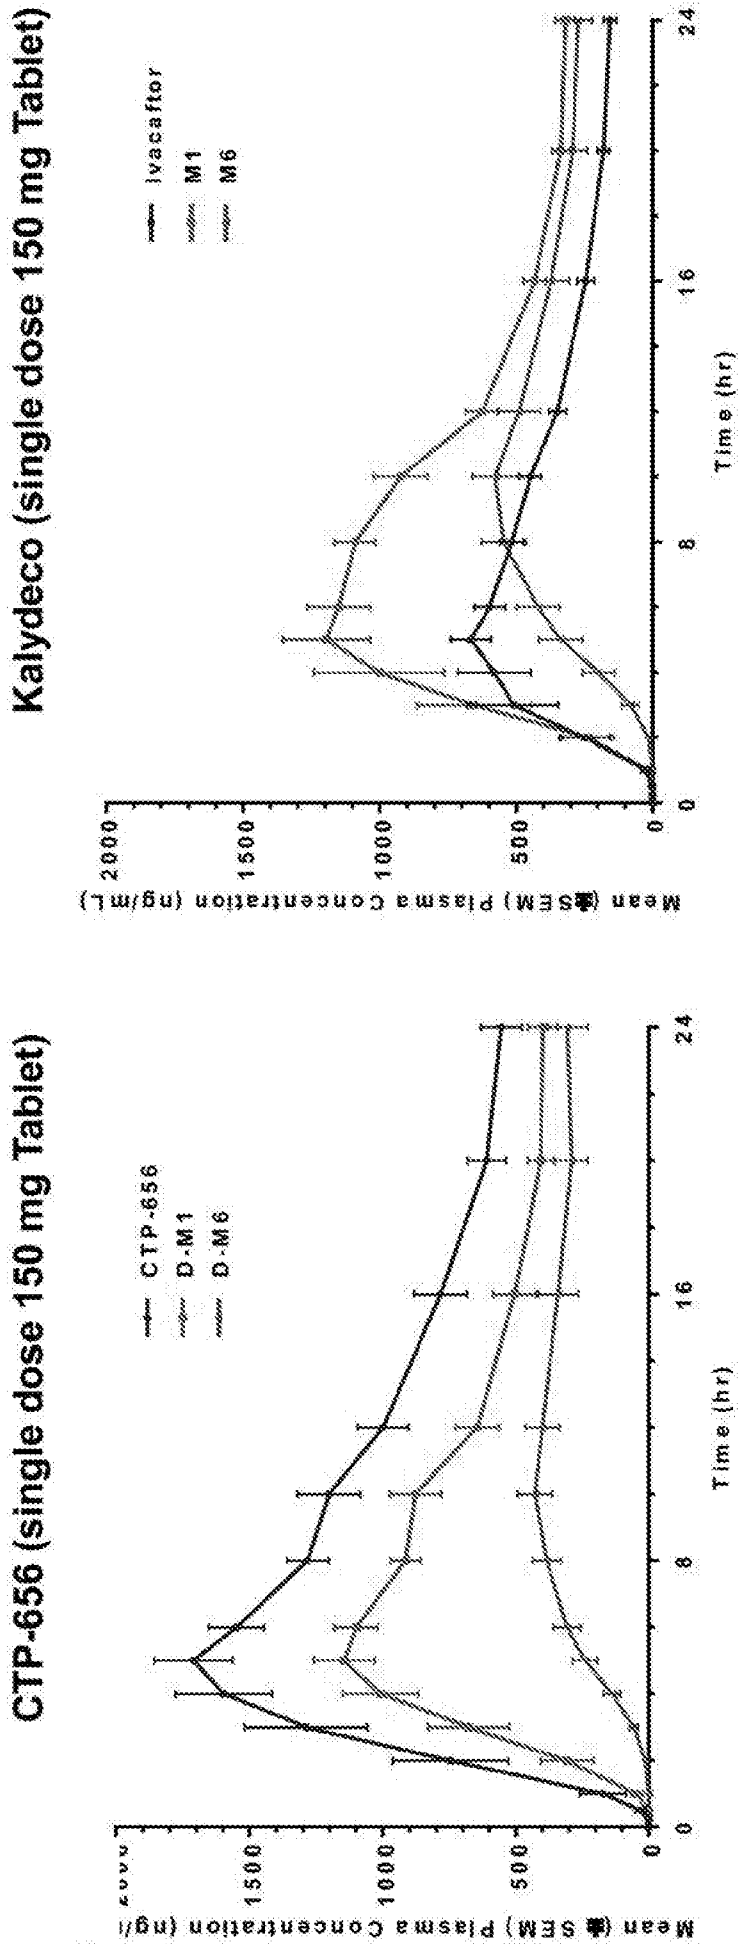 CTP-656 (single dose 150 mg Tablet)
Mean (± SEM) Plasma Concentration (ng/
2000
1500
1000
500
0
CTP-656
D-M1
D-M6
0
8
16
24
Time (hr)
Kalydeco (single dose 150 mg Tablet)
Mean (± SEM) Plasma Concentration (ng/mL)
2000
1500
1000
500
0
Ivacaftor
M1
M6
0
8
16
24
Time (hr)